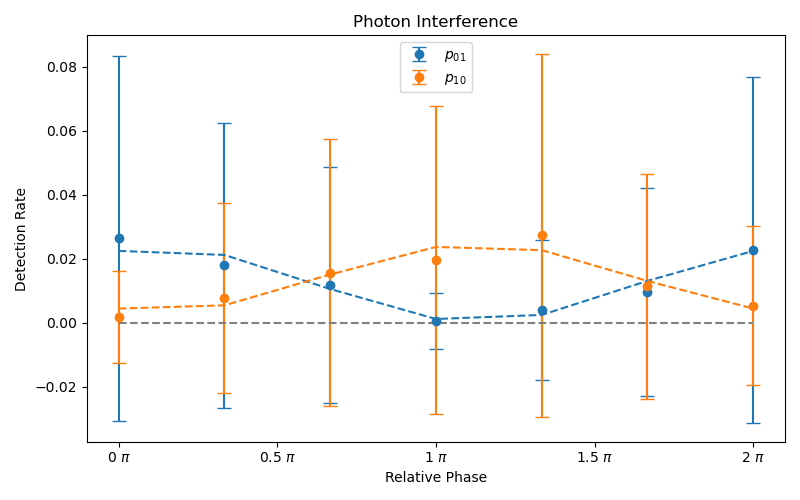 Photon Interference
p01
p10
0.08
0.06
0.04
0.02
0.00
−0.02
Detection Rate
0 π
0.5 π
1 π
1.5 π
2 π
Relative Phase